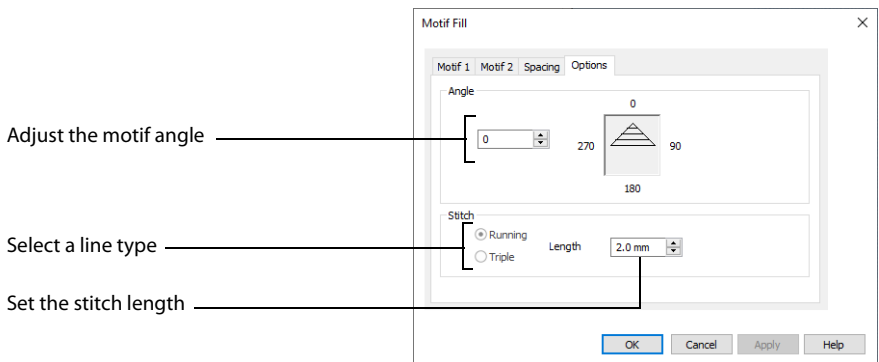 Motif Fill
Motif 1 Motif 2 Spacing Options
Angle
0
Adjust the motif angle
0
270
90
180
Stitch
Running
Select a line type
Length
2.0 mm
Triple
Set the stitch length
OK Cancel Apply Help